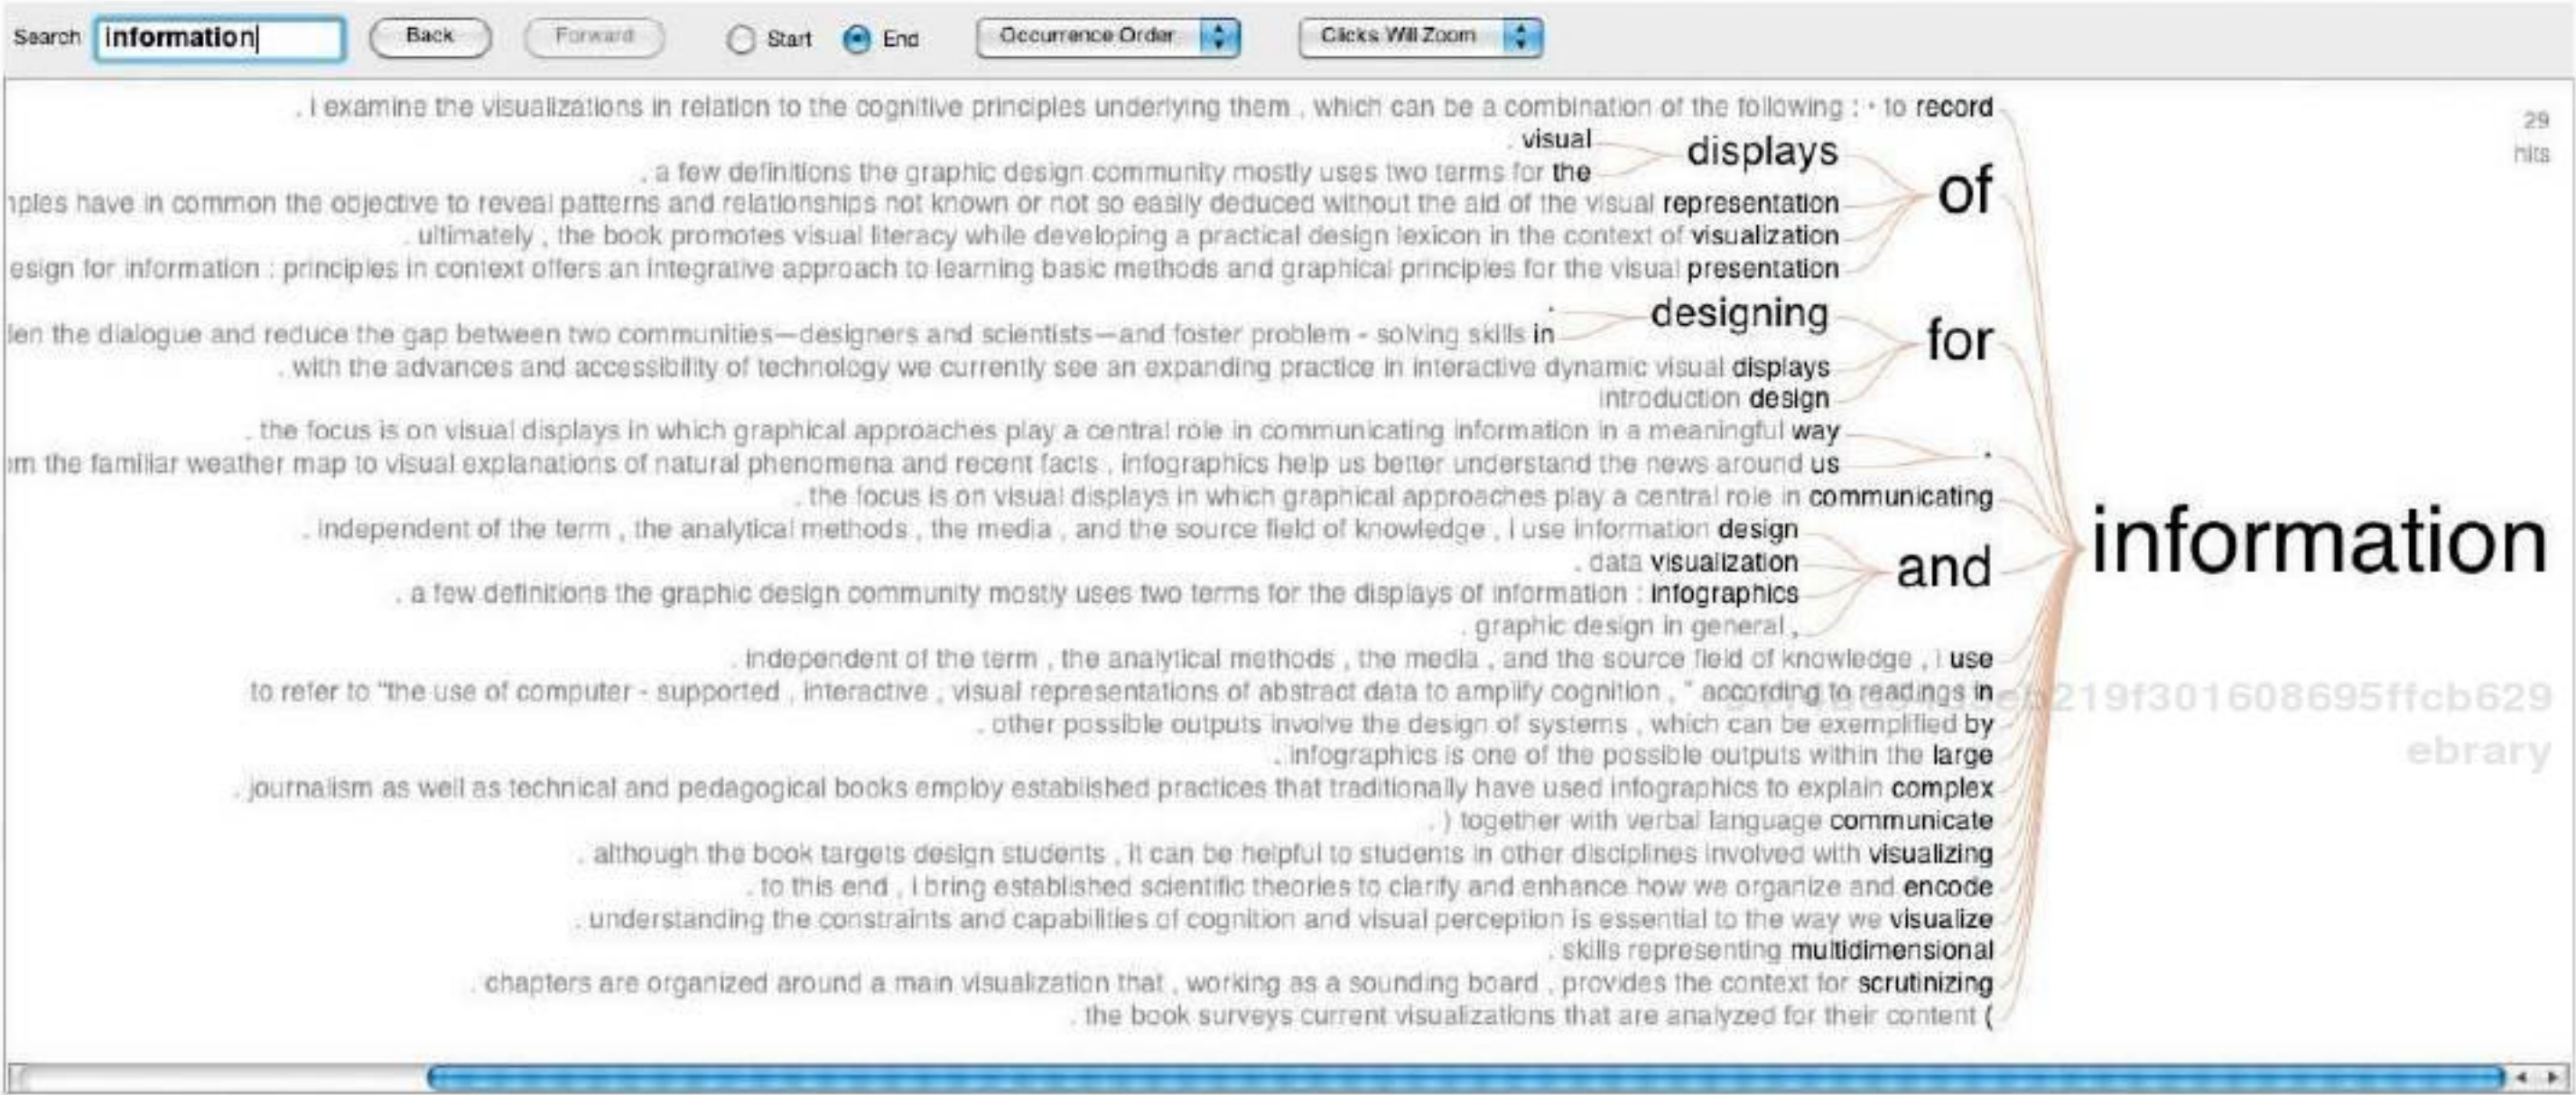 Search information Back Forward Start End Occurrence Order Clicks Will Zoom
. i examine the visualizations in relation to the cognitive principles underlying them , which can be a combination of the following : · to record
29
hits
. visual
displays
of
. a few definitions the graphic design community mostly uses two terms for the
ples have in common the objective to reveal patterns and relationships not known or not so easily deduced without the aid of the visual representation
. ultimately , the book promotes visual literacy while developing a practical design lexicon in the context of visualization
esign for information : principles in context offers an integrative approach to learning basic methods and graphical principles for the visual presentation
.
designing
for
en the dialogue and reduce the gap between two communities—designers and scientists—and foster problem - solving skills in
. with the advances and accessibility of technology we currently see an expanding practice in interactive dynamic visual displays
introduction design
. the focus is on visual displays in which graphical approaches play a central role in communicating information in a meaningful way
.
m the familiar weather map to visual explanations of natural phenomena and recent facts , infographics help us better understand the news around us
. the focus is on visual displays in which graphical approaches play a central role in communicating
. independent of the term , the analytical methods , the media , and the source field of knowledge , i use information design
information
. data visualization
and
. a few definitions the graphic design community mostly uses two terms for the displays of information : infographics
. graphic design in general ,
. independent of the term , the analytical methods , the media , and the source field of knowledge , i use
to refer to "the use of computer - supported , interactive , visual representations of abstract data to amplify cognition , " according to readings in
219f301608695ffcb629
. other possible outputs involve the design of systems , which can be exemplified by
ebrary
. infographics is one of the possible outputs within the large
. journalism as well as technical and pedagogical books employ established practices that traditionally have used infographics to explain complex
. ) together with verbal language communicate
. although the book targets design students , it can be helpful to students in other disciplines involved with visualizing
. to this end , i bring established scientific theories to clarify and enhance how we organize and encode
. understanding the constraints and capabilities of cognition and visual perception is essential to the way we visualize
. skills representing multidimensional
. chapters are organized around a main visualization that , working as a sounding board , provides the context for scrutinizing
. the book surveys current visualizations that are analyzed for their content (